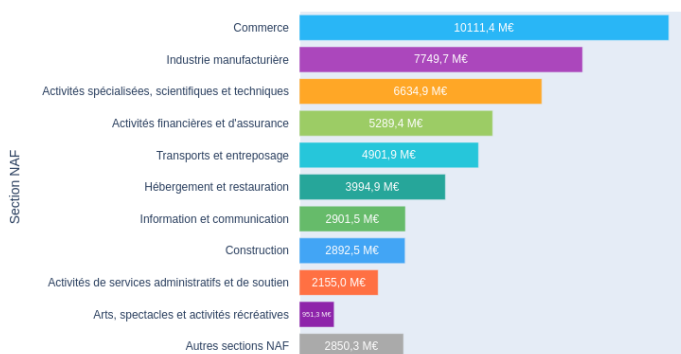 Section NAF
Commerce 10111,4 M€
Industrie manufacturière 7749,7 M€
Activités spécialisées, scientifiques et techniques 6634,9 M€
Activités financières et d'assurance 5289,4 M€
Transports et entreposage 4901,9 M€
Hébergement et restauration 3994,9 M€
Information et communication 2901,5 M€
Construction 2892,5 M€
Activités de services administratifs et de soutien 2155,0 M€
Arts, spectacles et activités récréatives 951,3 M€
Autres sections NAF 2850,3 M€